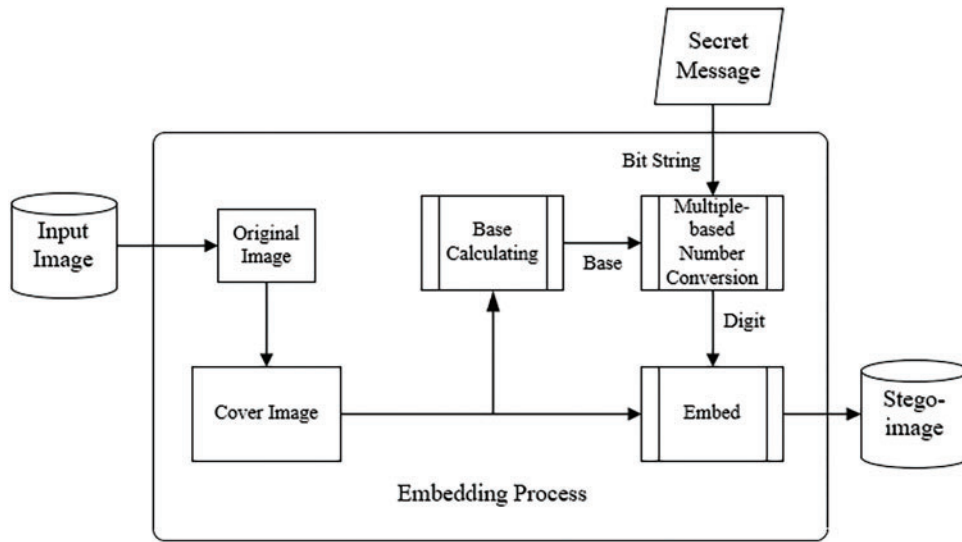 Secret
Message
Bit String
Input
Image
Original
Image
Base
Calculating
Base
Multiple-
based
Number
Conversion
Digit
Cover Image
Embed
Stego-
image
Embedding Process